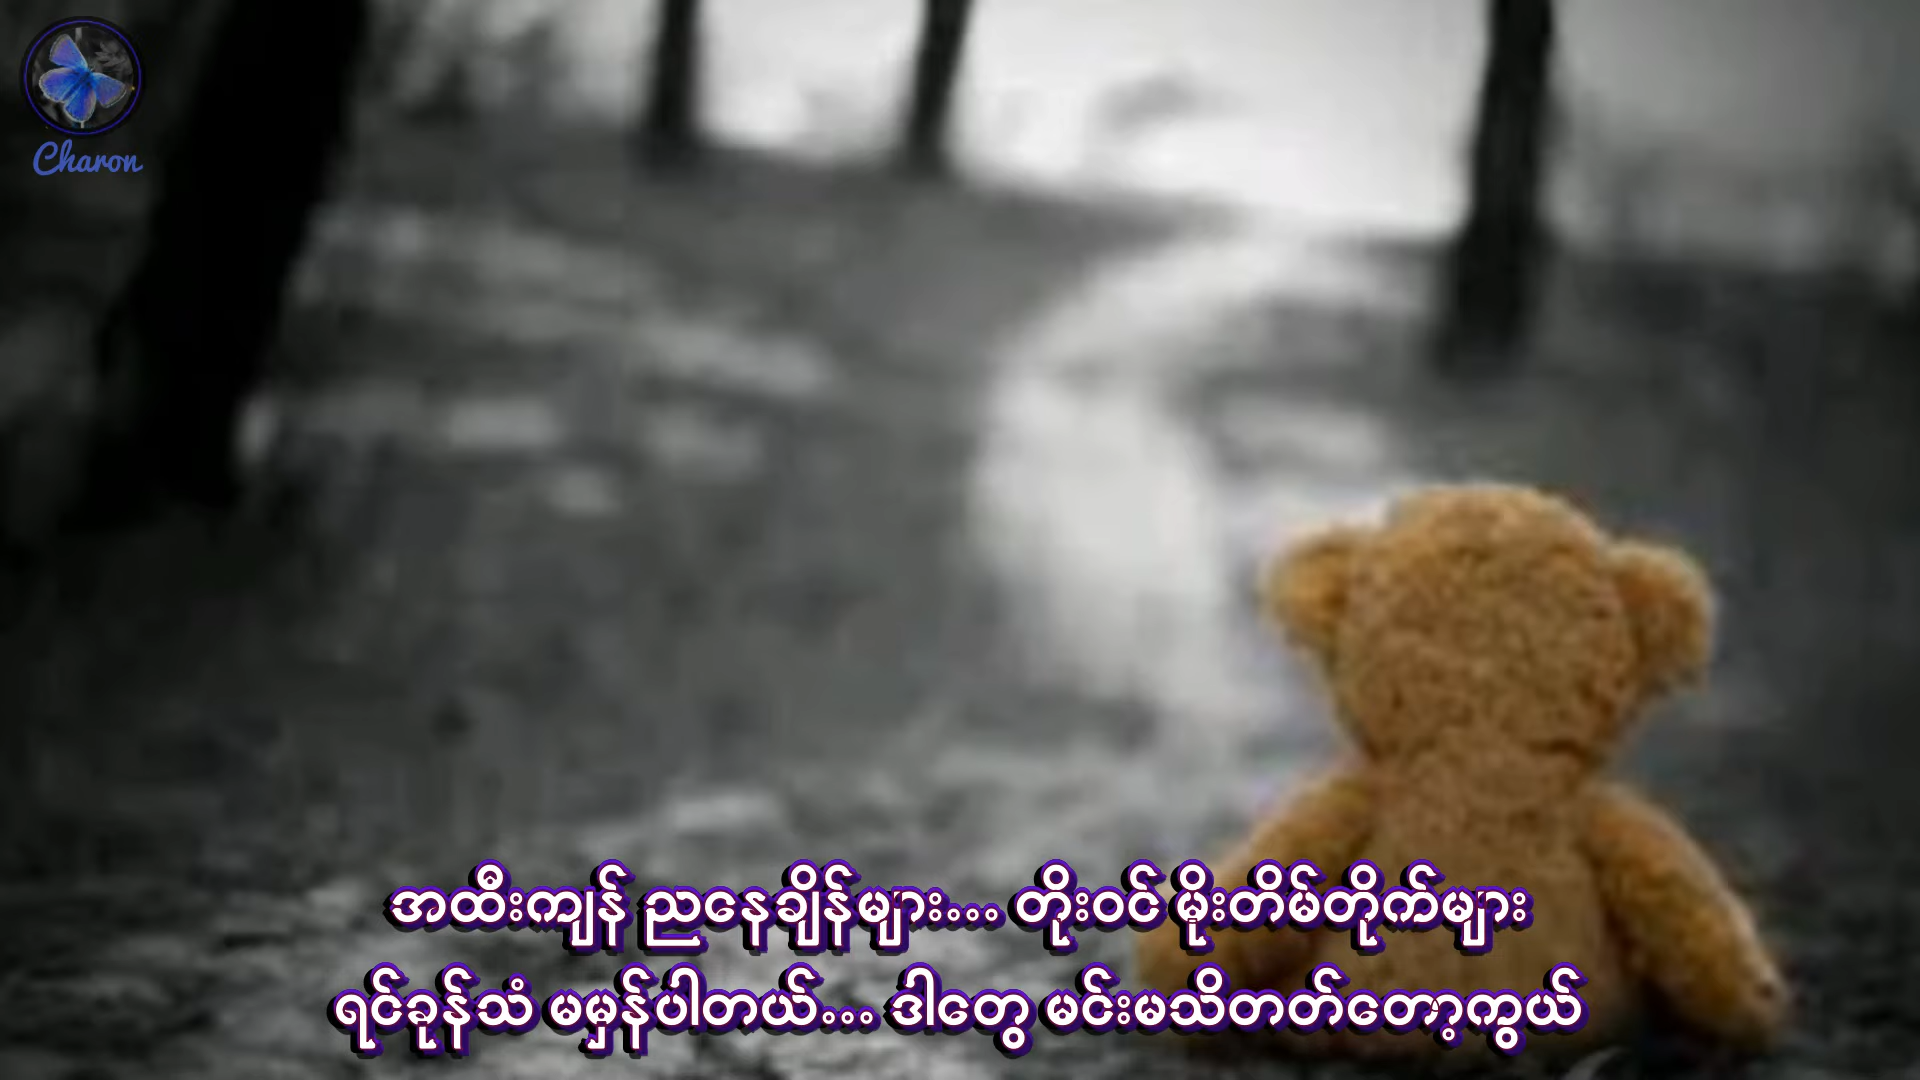 Charon
အထီးကျန် ညနေချိန်များ... တိုးဝင် မိုးတိမ်တိုက်များ
ရင်ခုန်သံ မမှန်ပါတယ်... ဒါတွေ မင်းမသိတတ်တော့ကွယ်